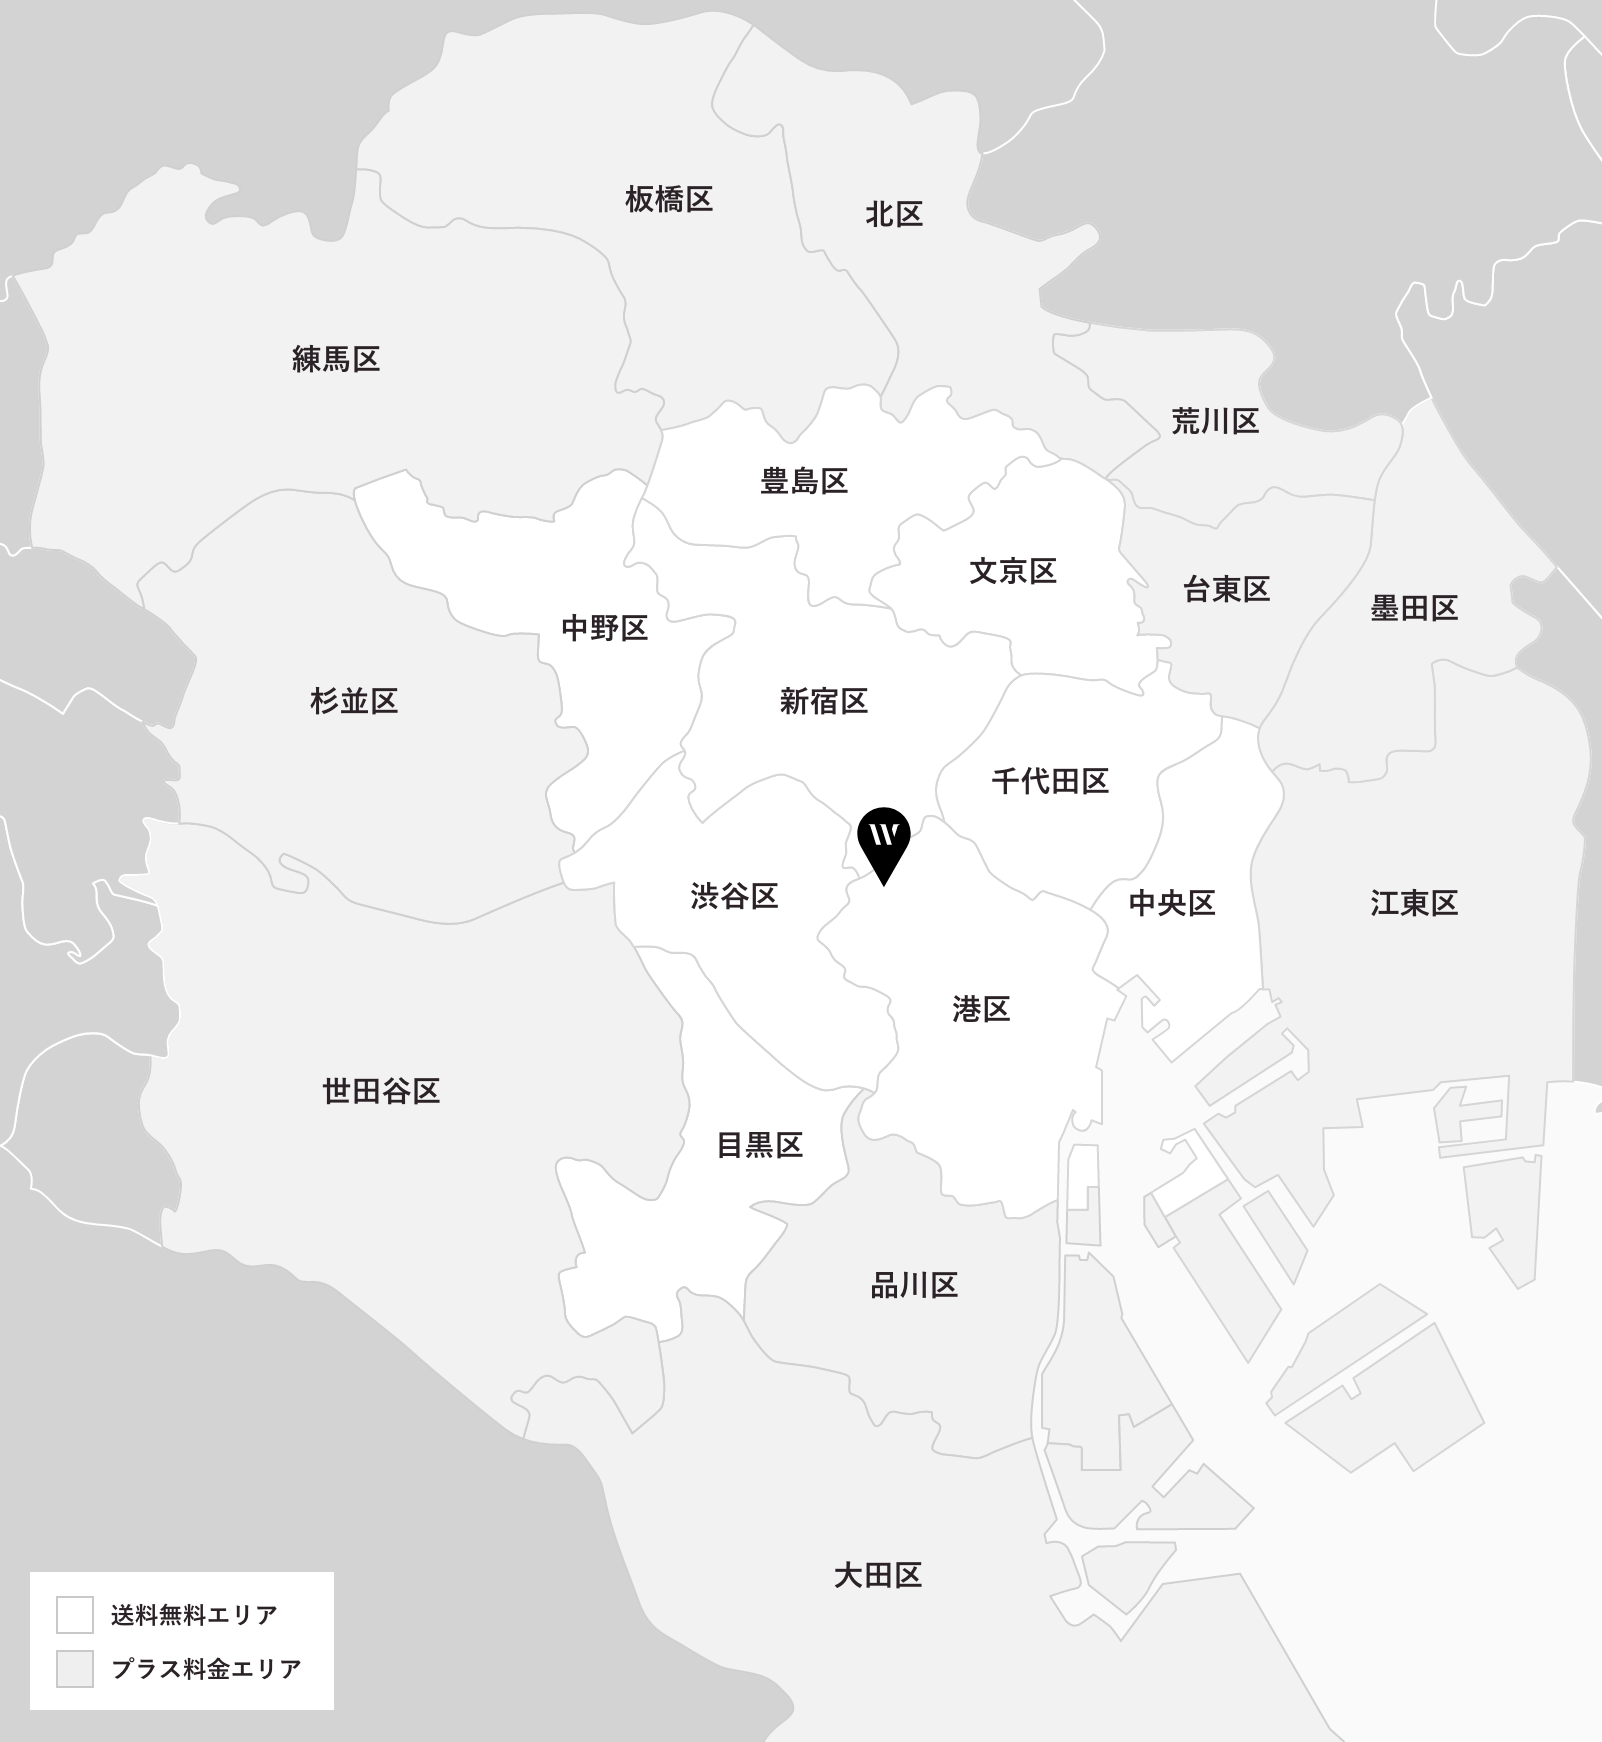 板橋区
北区
練馬区
荒川区
豊島区
文京区
台東区
墨田区
中野区
杉並区
新宿区
千代田区
W
渋谷区
中央区
江東区
港区
世田谷区
目黒区
品川区
大田区
送料無料エリア
プラス料金エリア